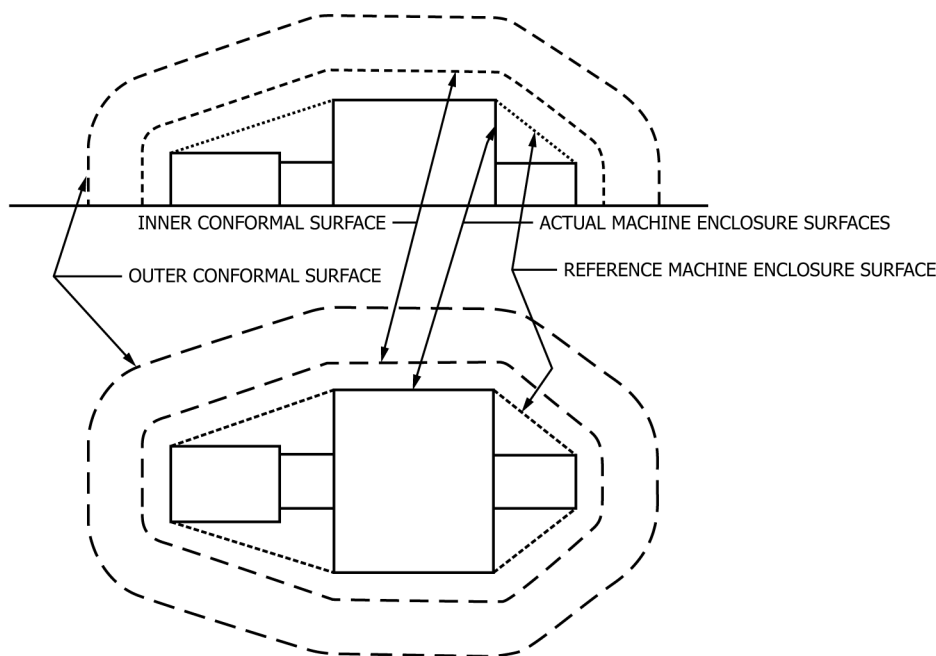 INNER CONFORMAL SURFACE
ACTUAL MACHINE ENCLOSURE SURFACES
OUTER CONFORMAL SURFACE
REFERENCE MACHINE ENCLOSURE SURFACE